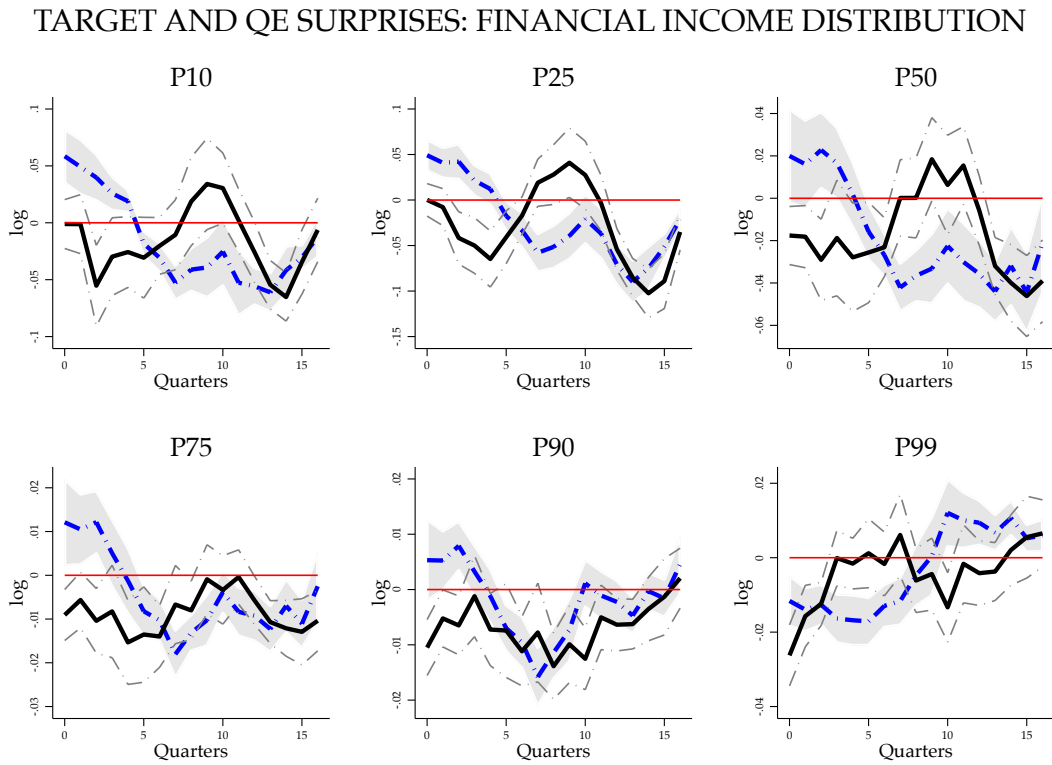 TARGET AND QE SURPRISES: FINANCIAL INCOME DISTRIBUTION
P10
P25
P50
log
.1
.05
0
-.05
-.1
0
5
10
15
Quarters
log
.1
.05
0
-.05
-.1
-.15
0
5
10
15
Quarters
log
.04
.02
0
-.02
-.04
-.06
0
5
10
15
Quarters
P75
P90
P99
log
.02
.01
0
-.01
-.02
-.03
0
5
10
15
Quarters
log
.02
.01
0
-.01
-.02
0
5
10
15
Quarters
log
.02
0
-.02
-.04
0
5
10
15
Quarters